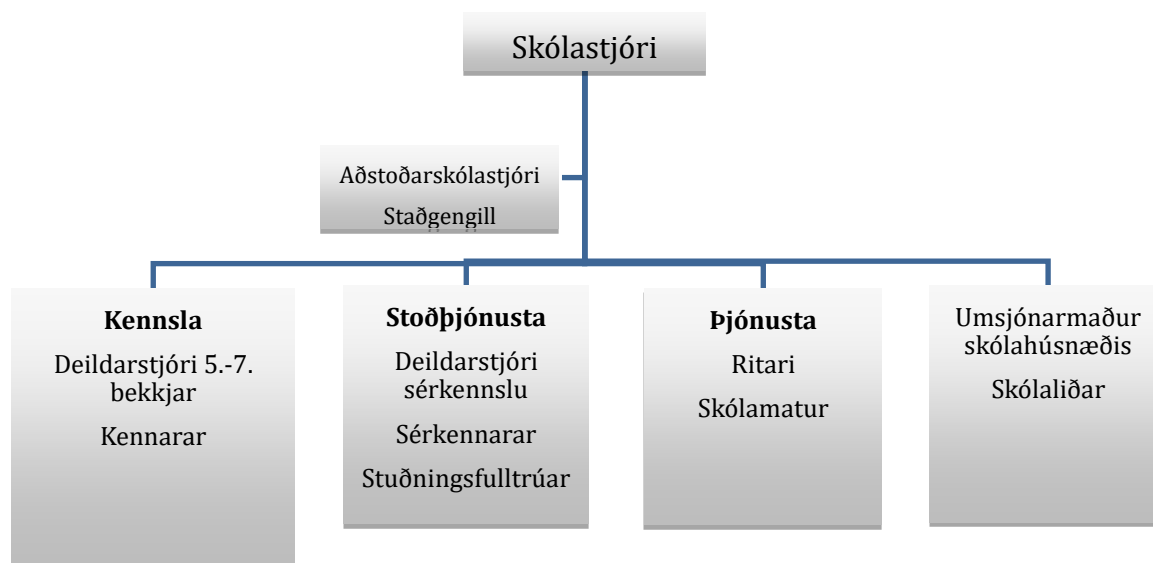 Skólastjóri
Aðstoðarskólastjóri
Staðgengill
Kennsla
Deildarstjóri 5.-7.
bekkjar
Kennarar
Stoðþjónusta
Deildarstjóri
sérkennslu
Sérkennarar
Stuðningsfulltrúar
Þjónusta
Ritari
Skólamatur
Umsjónarmaður
skólahúsnæðis
Skólaliðar